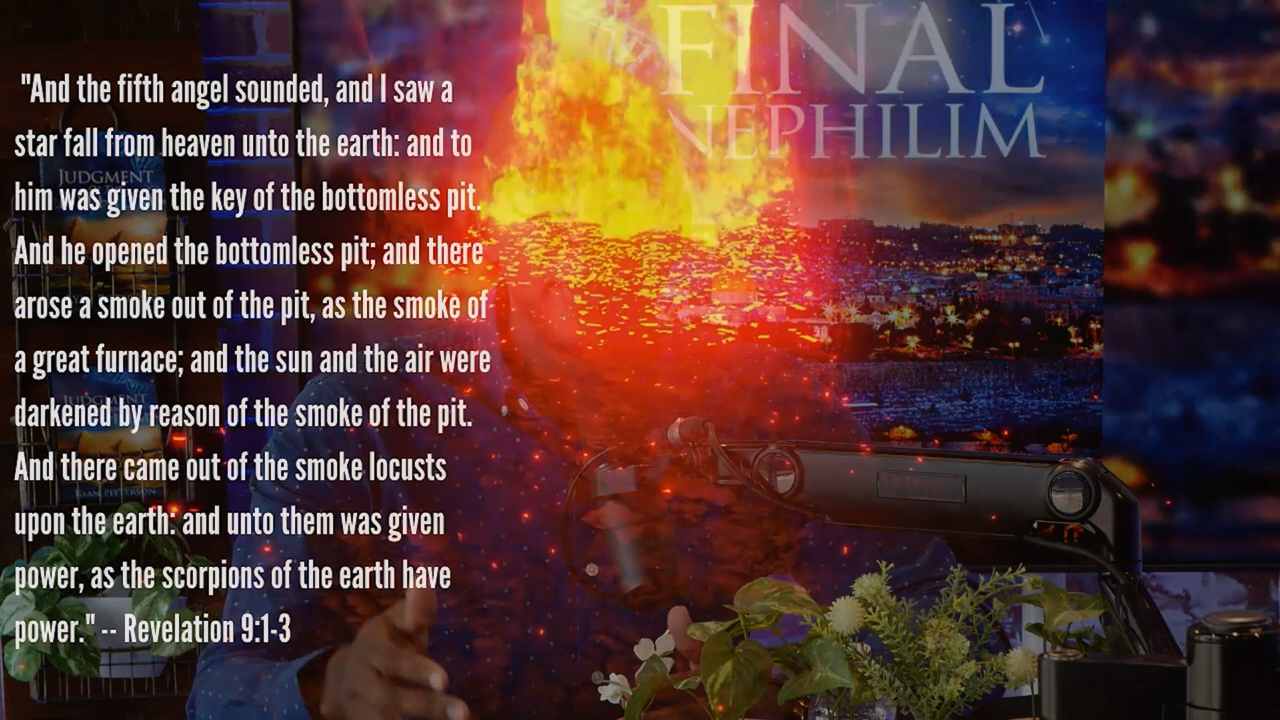 "And the fifth angel sounded, and I saw a
star fall from heaven unto the earth: and to
him was given the key of the bottomless pit.
And he opened the bottomless pit; and there
arose a smoke out of the pit, as the smoke of
a great furnace; and the sun and the air were
darkened by reason of the smoke of the pit.
And there came out of the smoke locusts
upon the earth: and unto them was given
power, as the scorpions of the earth have
power." -- Revelation 9:1-3
FINAL
NEPHILIM
JUDGMENT
JUDGMENT
RYAN PITTERSON